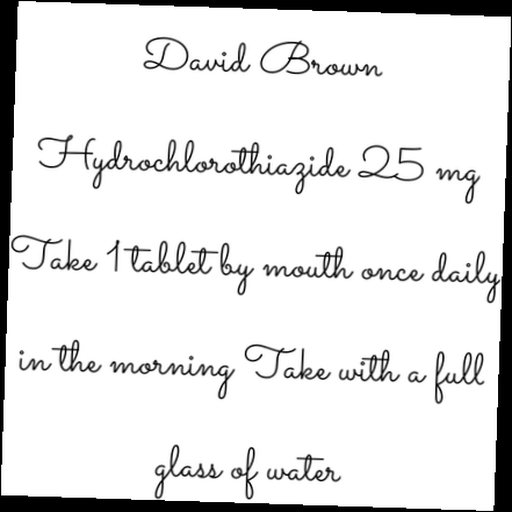 David Brown
Hydrochlorothiazide 25 mg
Take 1 tablet by mouth once daily
in the morning Take with a full
glass of water